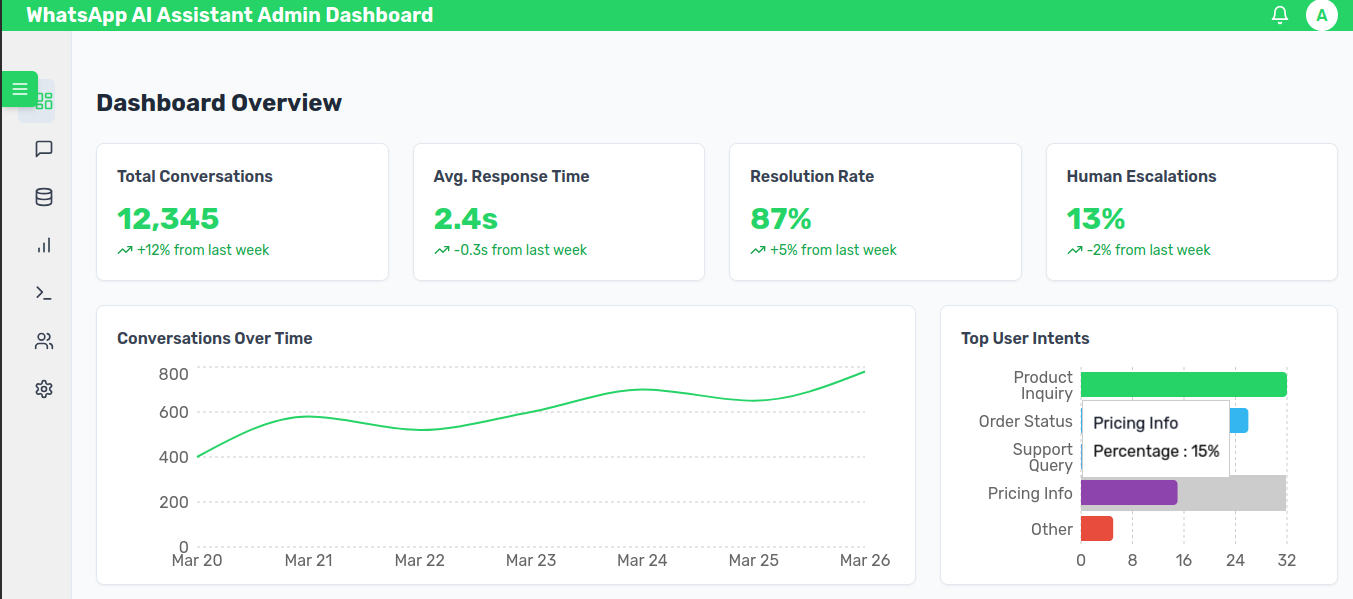 WhatsApp AI Assistant Admin Dashboard
A
Dashboard Overview
Total Conversations
12,345
+12% from last week
Avg. Response Time
2.4s
-0.3s from last week
Resolution Rate
87%
+5% from last week
Human Escalations
13%
-2% from last week
Conversations Over Time
800
600
400
200
0
Mar 20
Mar 21
Mar 22
Mar 23
Mar 24
Mar 25
Mar 26
Top User Intents
Product
Inquiry
Order Status
Support
Query
Pricing Info
Other
Pricing Info
Percentage : 15%
0
8
16
24
32